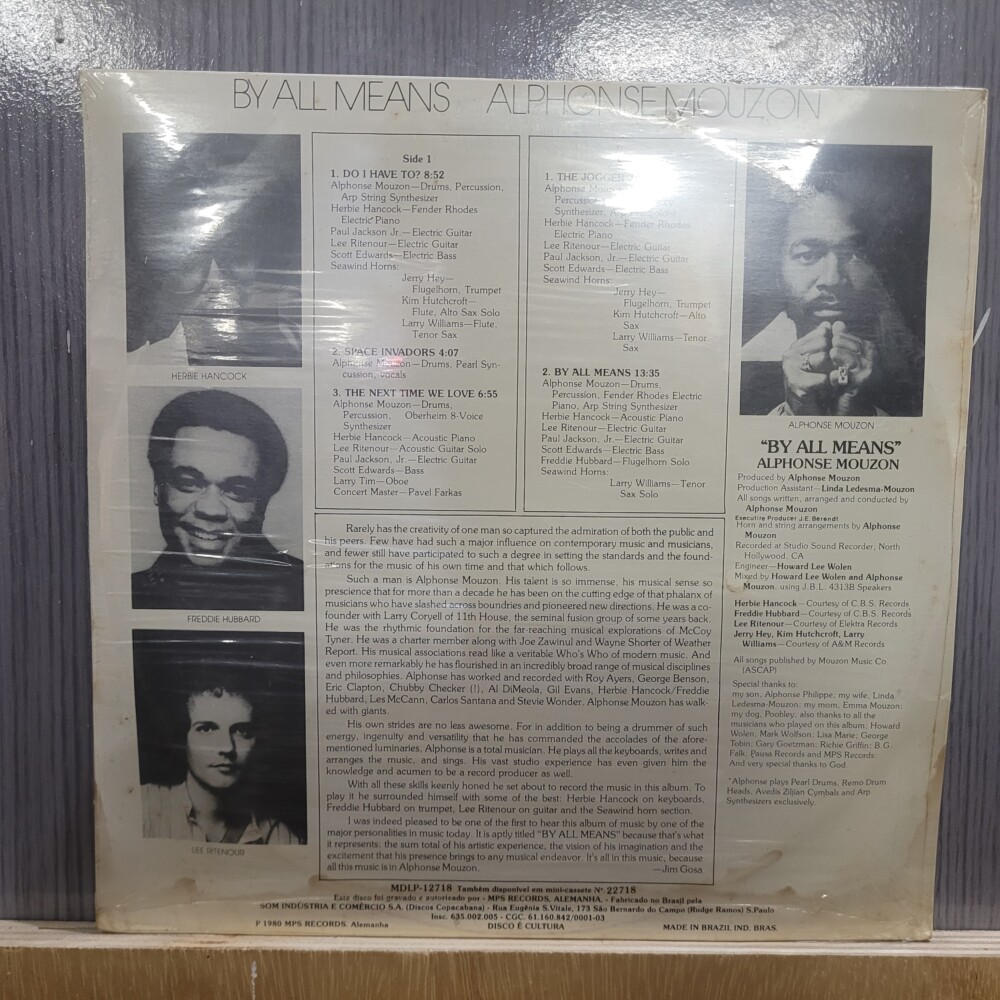 BY ALL MEANS ALPHONSE MOUZON
HERBIE HANCOCK
FREDDIE HUBBARD
LEE RITENOUR
Side 1
1. DO I HAVE TO? 8:52
Alphonse Mouzon—Drums, Percussion,
Arp String Synthesizer
Herbie Hancock—Fender Rhodes
Electric Piano
Paul Jackson Jr.—Electric Guitar
Lee Ritenour—Electric Guitar
Scott Edwards—Electric Bass
Seawind Horns:
Jerry Hey—
Flugelhorn, Trumpet
Kim Hutchcroft—
Flute, Alto Sax Solo
Larry Williams—Flute,
Tenor Sax
2. SPACE INVADORS 4:07
Alphonse Mouzon—Drums, Pearl Syn-
cussion, Vocals
3. THE NEXT TIME WE LOVE 6:55
Alphonse Mouzon—Drums,
Percussion, Oberheim 8-Voice
Synthesizer
Herbie Hancock—Acoustic Piano
Lee Ritenour—Acoustic Guitar Solo
Paul Jackson, Jr.—Electric Guitar
Scott Edwards—Bass
Larry Tim—Oboe
Concert Master—Pavel Farkas
1. THE JOGGER
Alphonse
Synthesizer,
Herbie Hancock—Fender Rhodes
Electric Piano
Lee Ritenour—Electric Guitar
Paul Jackson, Jr.—Electric Guitar
Scott Edwards—Electric Bass
Seawind Horns:
Jerry Hey—
Flugelhorn, Trumpet
Kim Hutchcroft—Alto
Sax
Larry Williams—Tenor
Sax
2. BY ALL MEANS 13:35
Alphonse Mouzon—Drums,
Percussion, Fender Rhodes Electric
Piano, Arp String Synthesizer
Herbie Hancock—Acoustic Piano
Lee Ritenour—Electric Guitar
Paul Jackson, Jr.—Electric Guitar
Scott Edwards—Electric Bass
Freddie Hubbard—Flugelhorn Solo
Seawind Horns:
Larry Williams—Tenor
Sax Solo
Rarely has the creativity of one man so captured the admiration of both the public and
his peers. Few have had such a major influence on contemporary music and musicians,
and fewer still have participated to such a degree in setting the standards and the found-
ations for the music of his own time and that which follows.
Such a man is Alphonse Mouzon. His talent is so immense, his musical sense so
prescience that for more than a decade he has been on the cutting edge of that phalanx of
musicians who have slashed across boundries and pioneered new directions. He was a co-
founder with Larry Coryell of 11th House, the seminal fusion group of some years back.
He was the rhythmic foundation for the far-reaching musical explorations of McCoy
Tyner. He was a charter member along with Joe Zawinul and Wayne Shorter of Weather
Report. His musical associations read like a veritable Who's Who of modern music. And
even more remarkably he has flourished in an incredibly broad range of musical disciplines
and philosophies. Alphonse has worked and recorded with Roy Ayers, George Benson,
Eric Clapton, Chubby Checker (!), Al DiMeola, Gil Evans, Herbie Hancock/Freddie
Hubbard, Les McCann, Carlos Santana and Stevie Wonder. Alphonse Mouzon has walk-
ed with giants.
His own strides are no less awesome. For in addition to being a drummer of such
energy, ingenuity and versatility that he has commanded the accolades of the afore-
mentioned luminaries, Alphonse is a total musician. He plays all the keyboards, writes and
arranges the music, and sings. His vast studio experience has even given him the
knowledge and acumen to be a record producer as well.
With all these skills keenly honed he set about to record the music in this album. To
play it he surrounded himself with some of the best: Herbie Hancock on keyboards,
Freddie Hubbard on trumpet, Lee Ritenour on guitar and the Seawind horn section.
I was indeed pleased to be one of the first to hear this album of music by one of the
major personalities in music today. It is aptly titled "BY ALL MEANS" because that's what
it represents: the sum total of his artistic experience, the vision of his imagination and the
excitement that his presence brings to any musical endeavor. It's all in this music, because
all this music is in Alphonse Mouzon. —Jim Gosa
ALPHONSE MOUZON
"BY ALL MEANS"
ALPHONSE MOUZON
Produced by Alphonse Mouzon
Production Assistant—Linda Ledesma-Mouzon
All songs written, arranged and conducted by
Alphonse Mouzon
Executive Producer J.E. Berendt
Horn and string arrangements by Alphonse
Mouzon
Recorded at Studio Sound Recorder, North
Hollywood, CA
Engineer—Howard Lee Wolen
Mixed by Howard Lee Wolen and Alphonse
Mouzon, using J.B.L. 4313B Speakers
Herbie Hancock—Courtesy of C.B.S. Records
Freddie Hubbard—Courtesy of C.B.S. Records
Lee Ritenour—Courtesy of Elektra Records
Jerry Hey, Kim Hutchcroft, Larry
Williams—Courtesy of A&M Records
All songs published by Mouzon Music Co.
(ASCAP)
Special thanks to:
my son, Alphonse Philippe; my wife, Linda
Ledesma-Mouzon; my mom, Emma Mouzon;
my dog, Poobley; also thanks to all the
musicians who played on this album; Howard
Wolen; Mark Wolfson; Lisa Marie; George
Tobin; Gary Goetzman; Richie Griffin; B.G.
Falk, Pausa Records and MPS Records.
And very special thanks to God.
*Alphonse plays Pearl Drums, Remo Drum
Heads, Avedis Ziljian Cymbals and Arp
Synthesizers exclusively.
MDLP-12718 Também disponível em mini-cassete Nº 22718
Este disco foi gravado e autorizado por - MPS RECORDS, ALEMANHA. - Fabricado no Brasil pela
SOM INDÚSTRIA E COMÉRCIO S.A. (Discos Copacabana) - Rua Eugênia S. Vitale, 173 São Bernardo do Campo (Rudge Ramos) S.Paulo
Insc. 635.002.005 - CGC. 61.160.842/0001-03
P 1980 MPS RECORDS. Alemanha DISCO É CULTURA MADE IN BRAZIL IND. BRAS.